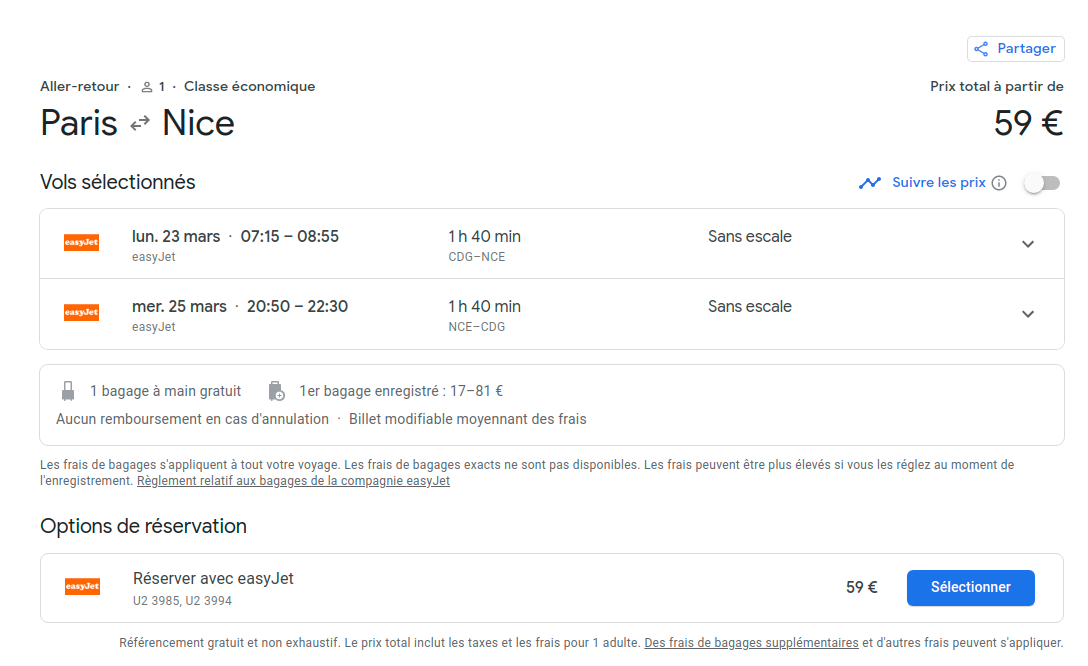 Partager
Aller-retour · 1 · Classe économique
Prix total à partir de
Paris Nice
59 €
Vols sélectionnés
Suivre les prix
easyJet
lun. 23 mars · 07:15 – 08:55
1 h 40 min
Sans escale
easyJet
CDG–NCE
easyJet
mer. 25 mars · 20:50 – 22:30
1 h 40 min
Sans escale
easyJet
NCE–CDG
1 bagage à main gratuit
1er bagage enregistré : 17–81 €
Aucun remboursement en cas d'annulation · Billet modifiable moyennant des frais
Les frais de bagages s'appliquent à tout votre voyage. Les frais de bagages exacts ne sont pas disponibles. Les frais peuvent être plus élevés si vous les réglez au moment de
l'enregistrement. Règlement relatif aux bagages de la compagnie easyJet
Options de réservation
easyJet
Réserver avec easyJet
U2 3985, U2 3994
59 €
Sélectionner
Référencement gratuit et non exhaustif. Le prix total inclut les taxes et les frais pour 1 adulte. Des frais de bagages supplémentaires et d'autres frais peuvent s'appliquer.